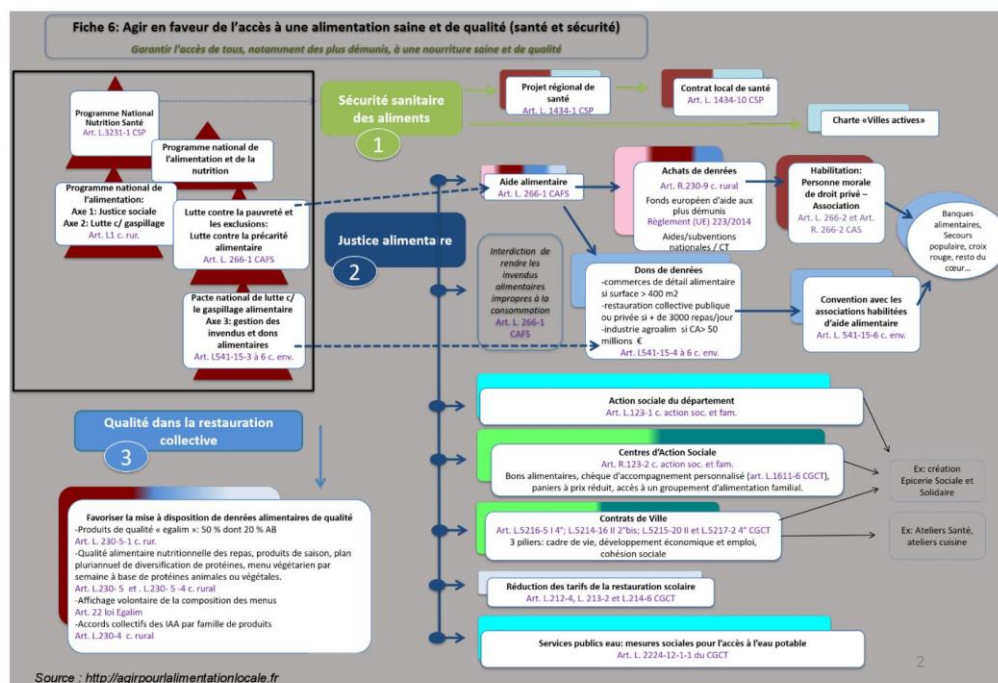 Fiche 6: Agir en faveur de l'accès à une alimentation saine et de qualité (santé et sécurité)
Garantir l'accès de tous, notamment des plus démunis, à une nourriture saine et de qualité
Programme National
Nutrition Santé
Art. L.3231-1 CSP
Programme national de
l'alimentation et de la
nutrition
Programme national de
l'alimentation:
Axe 1: Justice sociale
Axe 2: Lutte c/ gaspillage
Art. L1 c. rur.
Lutte contre la pauvreté et
les exclusions:
Lutte contre la précarité
alimentaire
Art. L. 266-1 CAFS
Pacte national de lutte c/
le gaspillage alimentaire
Axe 3: gestion des
invendus et dons
alimentaires
Art. L541-15-3 à 6 c. env.
Sécurité sanitaire
des aliments
1
Projet régional de
santé
Art. L. 1434-1 CSP
Contrat local de santé
Art. L. 1434-10 CSP
Charte «Villes actives»
Justice alimentaire
2
Aide alimentaire
Art. L. 266-1 CAFS
Achats de denrées
Art. R.230-9 c. rural
Fonds européen d'aide aux
plus démunis
Règlement (UE) 223/2014
Aides/subventions
nationales / CT
Habilitation:
Personne morale
de droit privé –
Association
Art. L. 266-2 et Art.
R. 266-2 CAS
Banques
alimentaires,
Secours
populaire, croix
rouge, resto du
cœur...
Interdiction de
rendre les
invendus
alimentaires
impropres à la
consommation
Art. L. 266-1
CAFS
Dons de denrées
-commerces de détail alimentaire
si surface > 400 m2
-restauration collective publique
ou privée si + de 3000 repas/jour
-industrie agroalim si CA> 50
millions €
Art. L541-15-4 à 6 c. env.
Convention avec les
associations habilitées
d'aide alimentaire
Art. L. 541-15-6 c. env.
Action sociale du département
Art. L.123-1 c. action soc. et fam.
Centres d'Action Sociale
Art. R.123-2 c. action soc. et fam.
Bons alimentaires, chèque d'accompagnement personnalisé (art. L.1611-6 CGCT),
paniers à prix réduit, accès à un groupement d'alimentation familial.
Contrats de Ville
Art. L.5216-5 I 4°; L.5214-16 II 2°bis; L.5215-20 II et L.5217-2 4° CGCT
3 piliers: cadre de vie, développement économique et emploi,
cohésion sociale
Ex: création
Epicerie Sociale et
Solidaire
Ex: Ateliers Santé,
ateliers cuisine
Réduction des tarifs de la restauration scolaire
Art. L.212-4, L. 213-2 et L.214-6 CGCT
Services publics eau: mesures sociales pour l'accès à l'eau potable
Art. L. 2224-12-1-1 du CGCT
Qualité dans la restauration
collective
3
Favoriser la mise à disposition de denrées alimentaires de qualité
-Produits de qualité « egalim »: 50 % dont 20 % AB
Art. L. 230-5-1 c. rur.
-Qualité alimentaire nutritionnelle des repas, produits de saison, plan
pluriannuel de diversification de protéines, menu végétarien par
semaine à base de protéines animales ou végétales.
Art. L.230- 5 et . L.230- 5 -4 c. rural
-Affichage volontaire de la composition des menus
Art. 22 loi Egalim
-Accords collectifs des IAA par famille de produits
Art. L.230-4 c. rural
2
Source : http://agirpourlalimentationlocale.fr